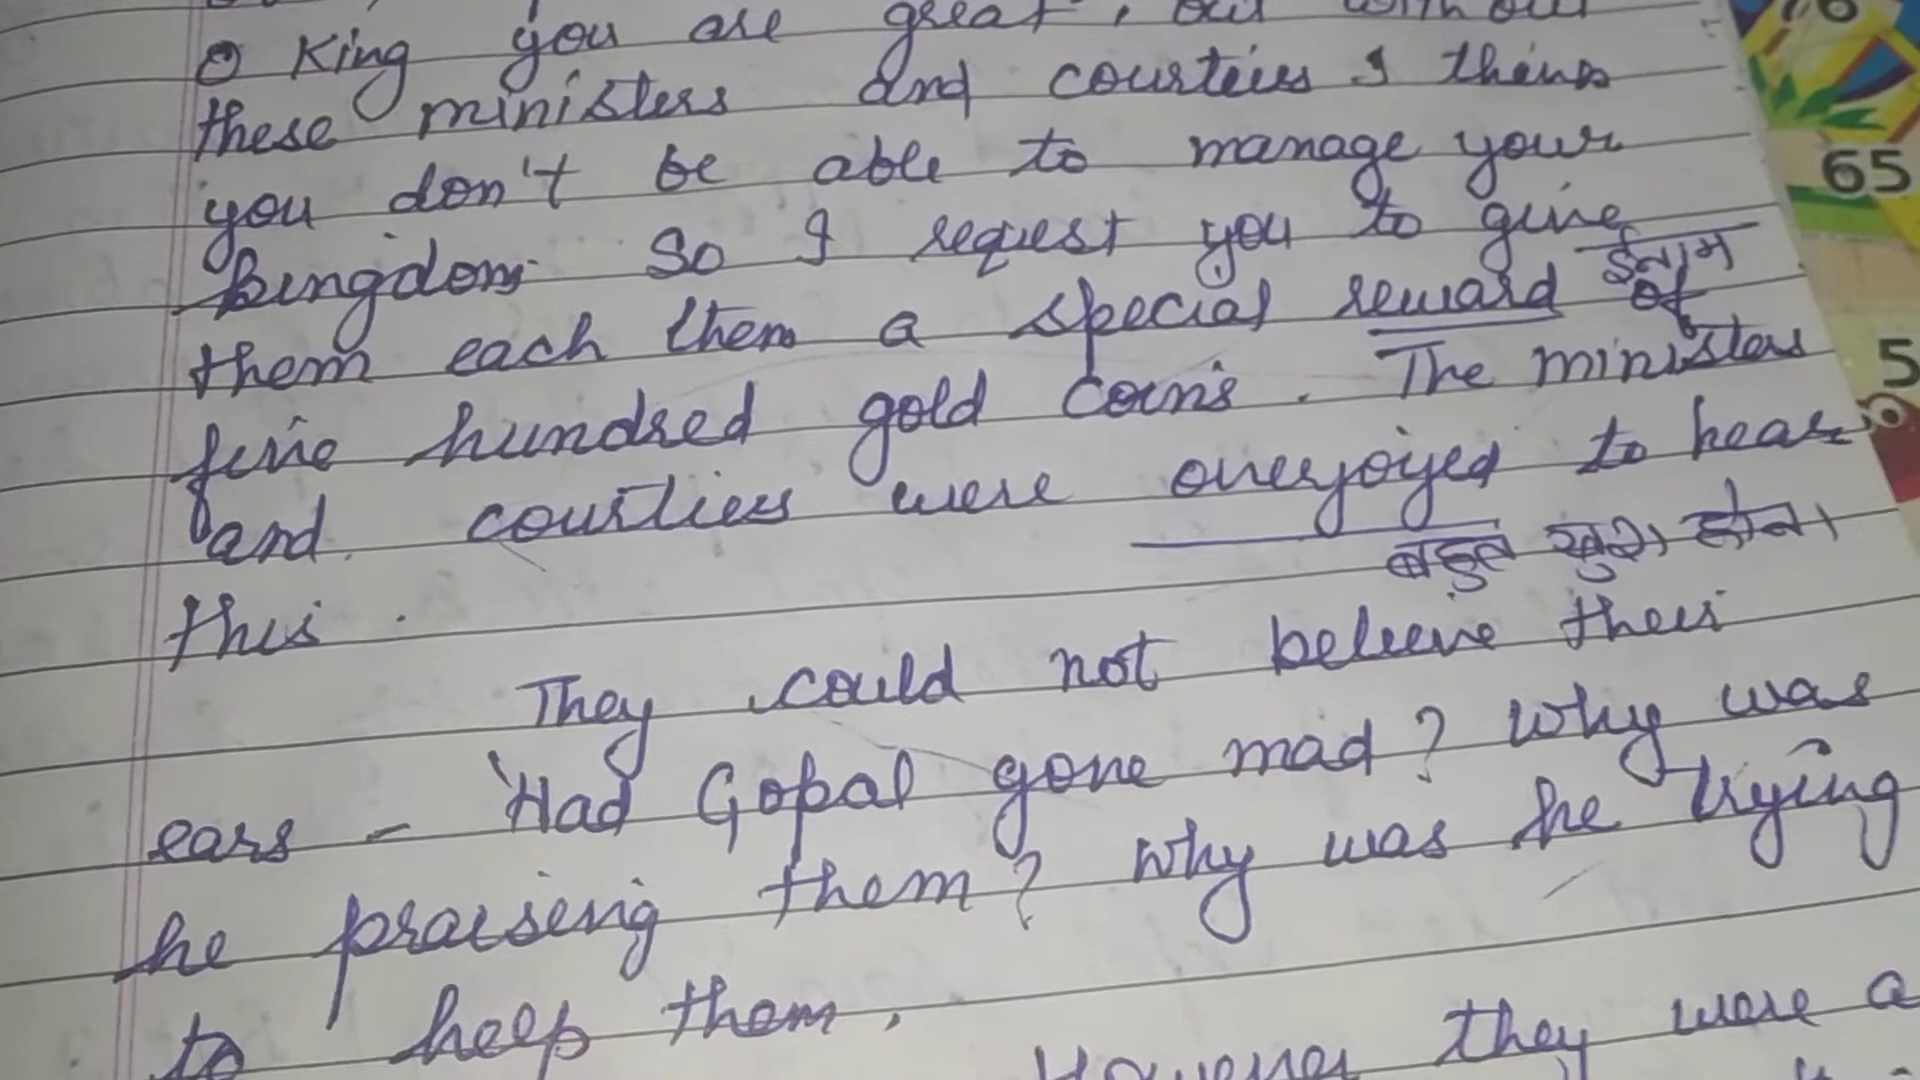 O King you are great, but without
these ministers and courtiers I think
you don't be able to manage your
kingdom. So I request you to give
them each them a special reward of
इनाम
five hundred gold coins. The ministers
and courtiers were overjoyed to hear
बहुत खुश होना
this.
They could not believe their
ears - 'Had Gopal gone mad? Why was
he praising them? Why was he trying
to help them.
However they were a
65
5